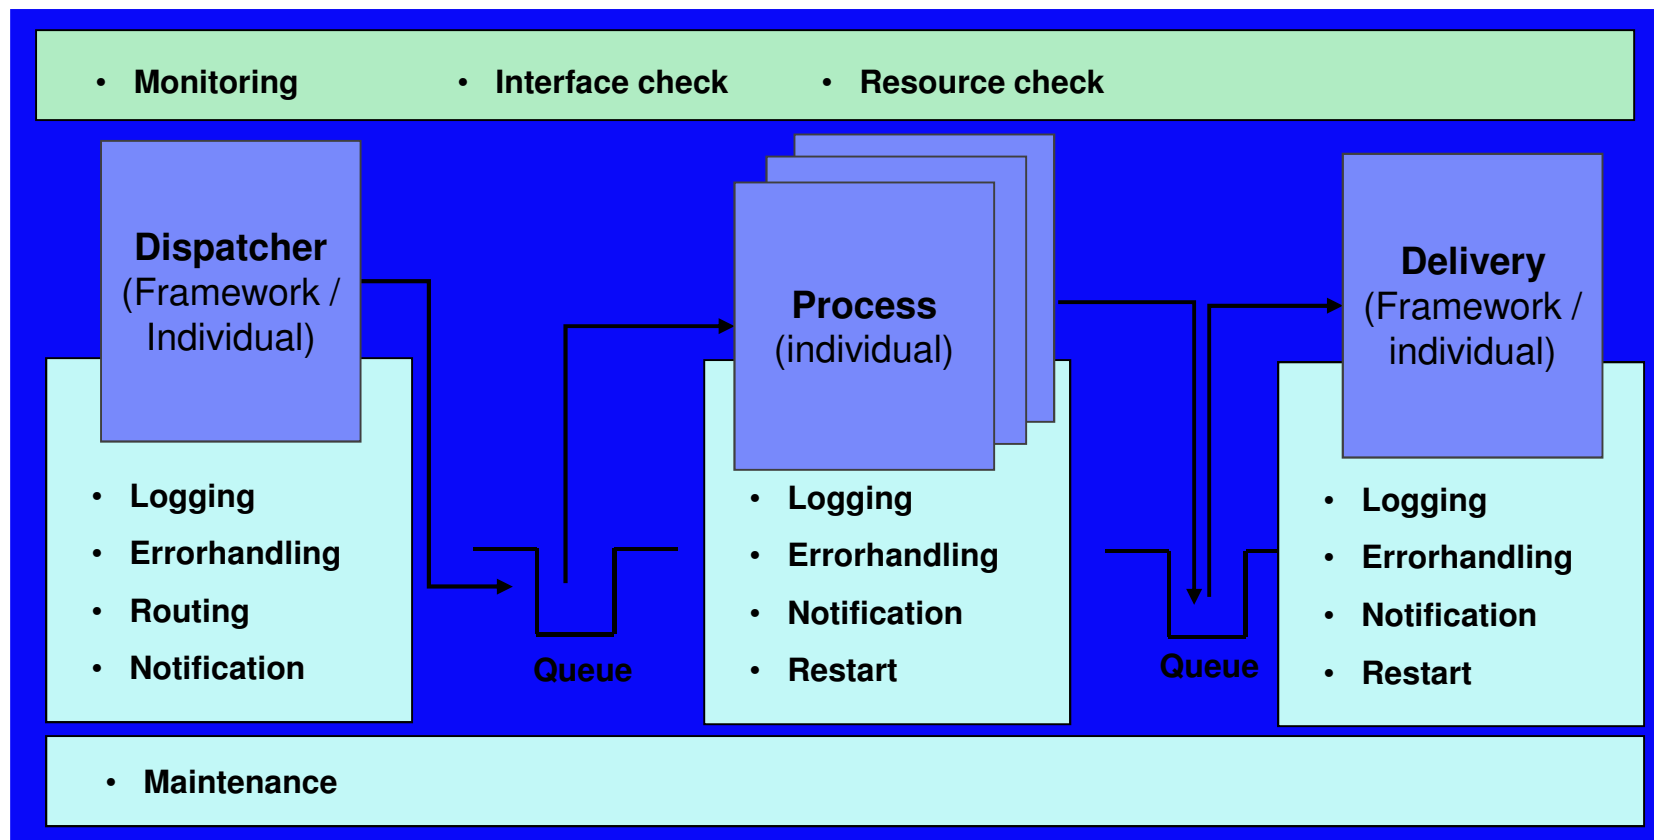 • Monitoring
• Interface check
• Resource check
Dispatcher
(Framework /
Individual)
• Logging
• Errorhandling
• Routing
• Notification
Queue
Process
(individual)
• Logging
• Errorhandling
• Notification
• Restart
Queue
Delivery
(Framework /
individual)
• Logging
• Errorhandling
• Notification
• Restart
• Maintenance